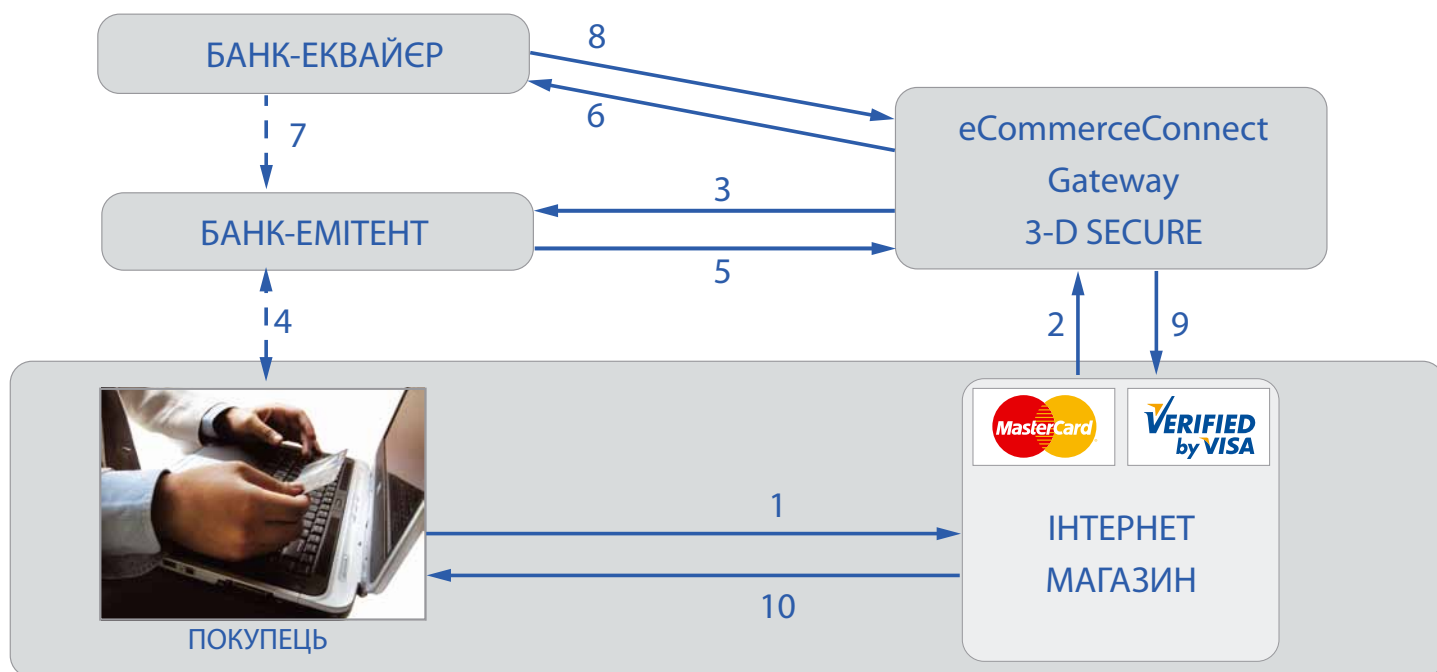 БАНК-ЕКВАЙЄР
8
6
7
eCommerceConnect
Gateway
3-D SECURE
3
БАНК-ЕМІТЕНТ
5
4
2
9
MasterCard
VERIFIED
by VISA
1
ІНТЕРНЕТ
МАГАЗИН
10
ПОКУПЕЦЬ